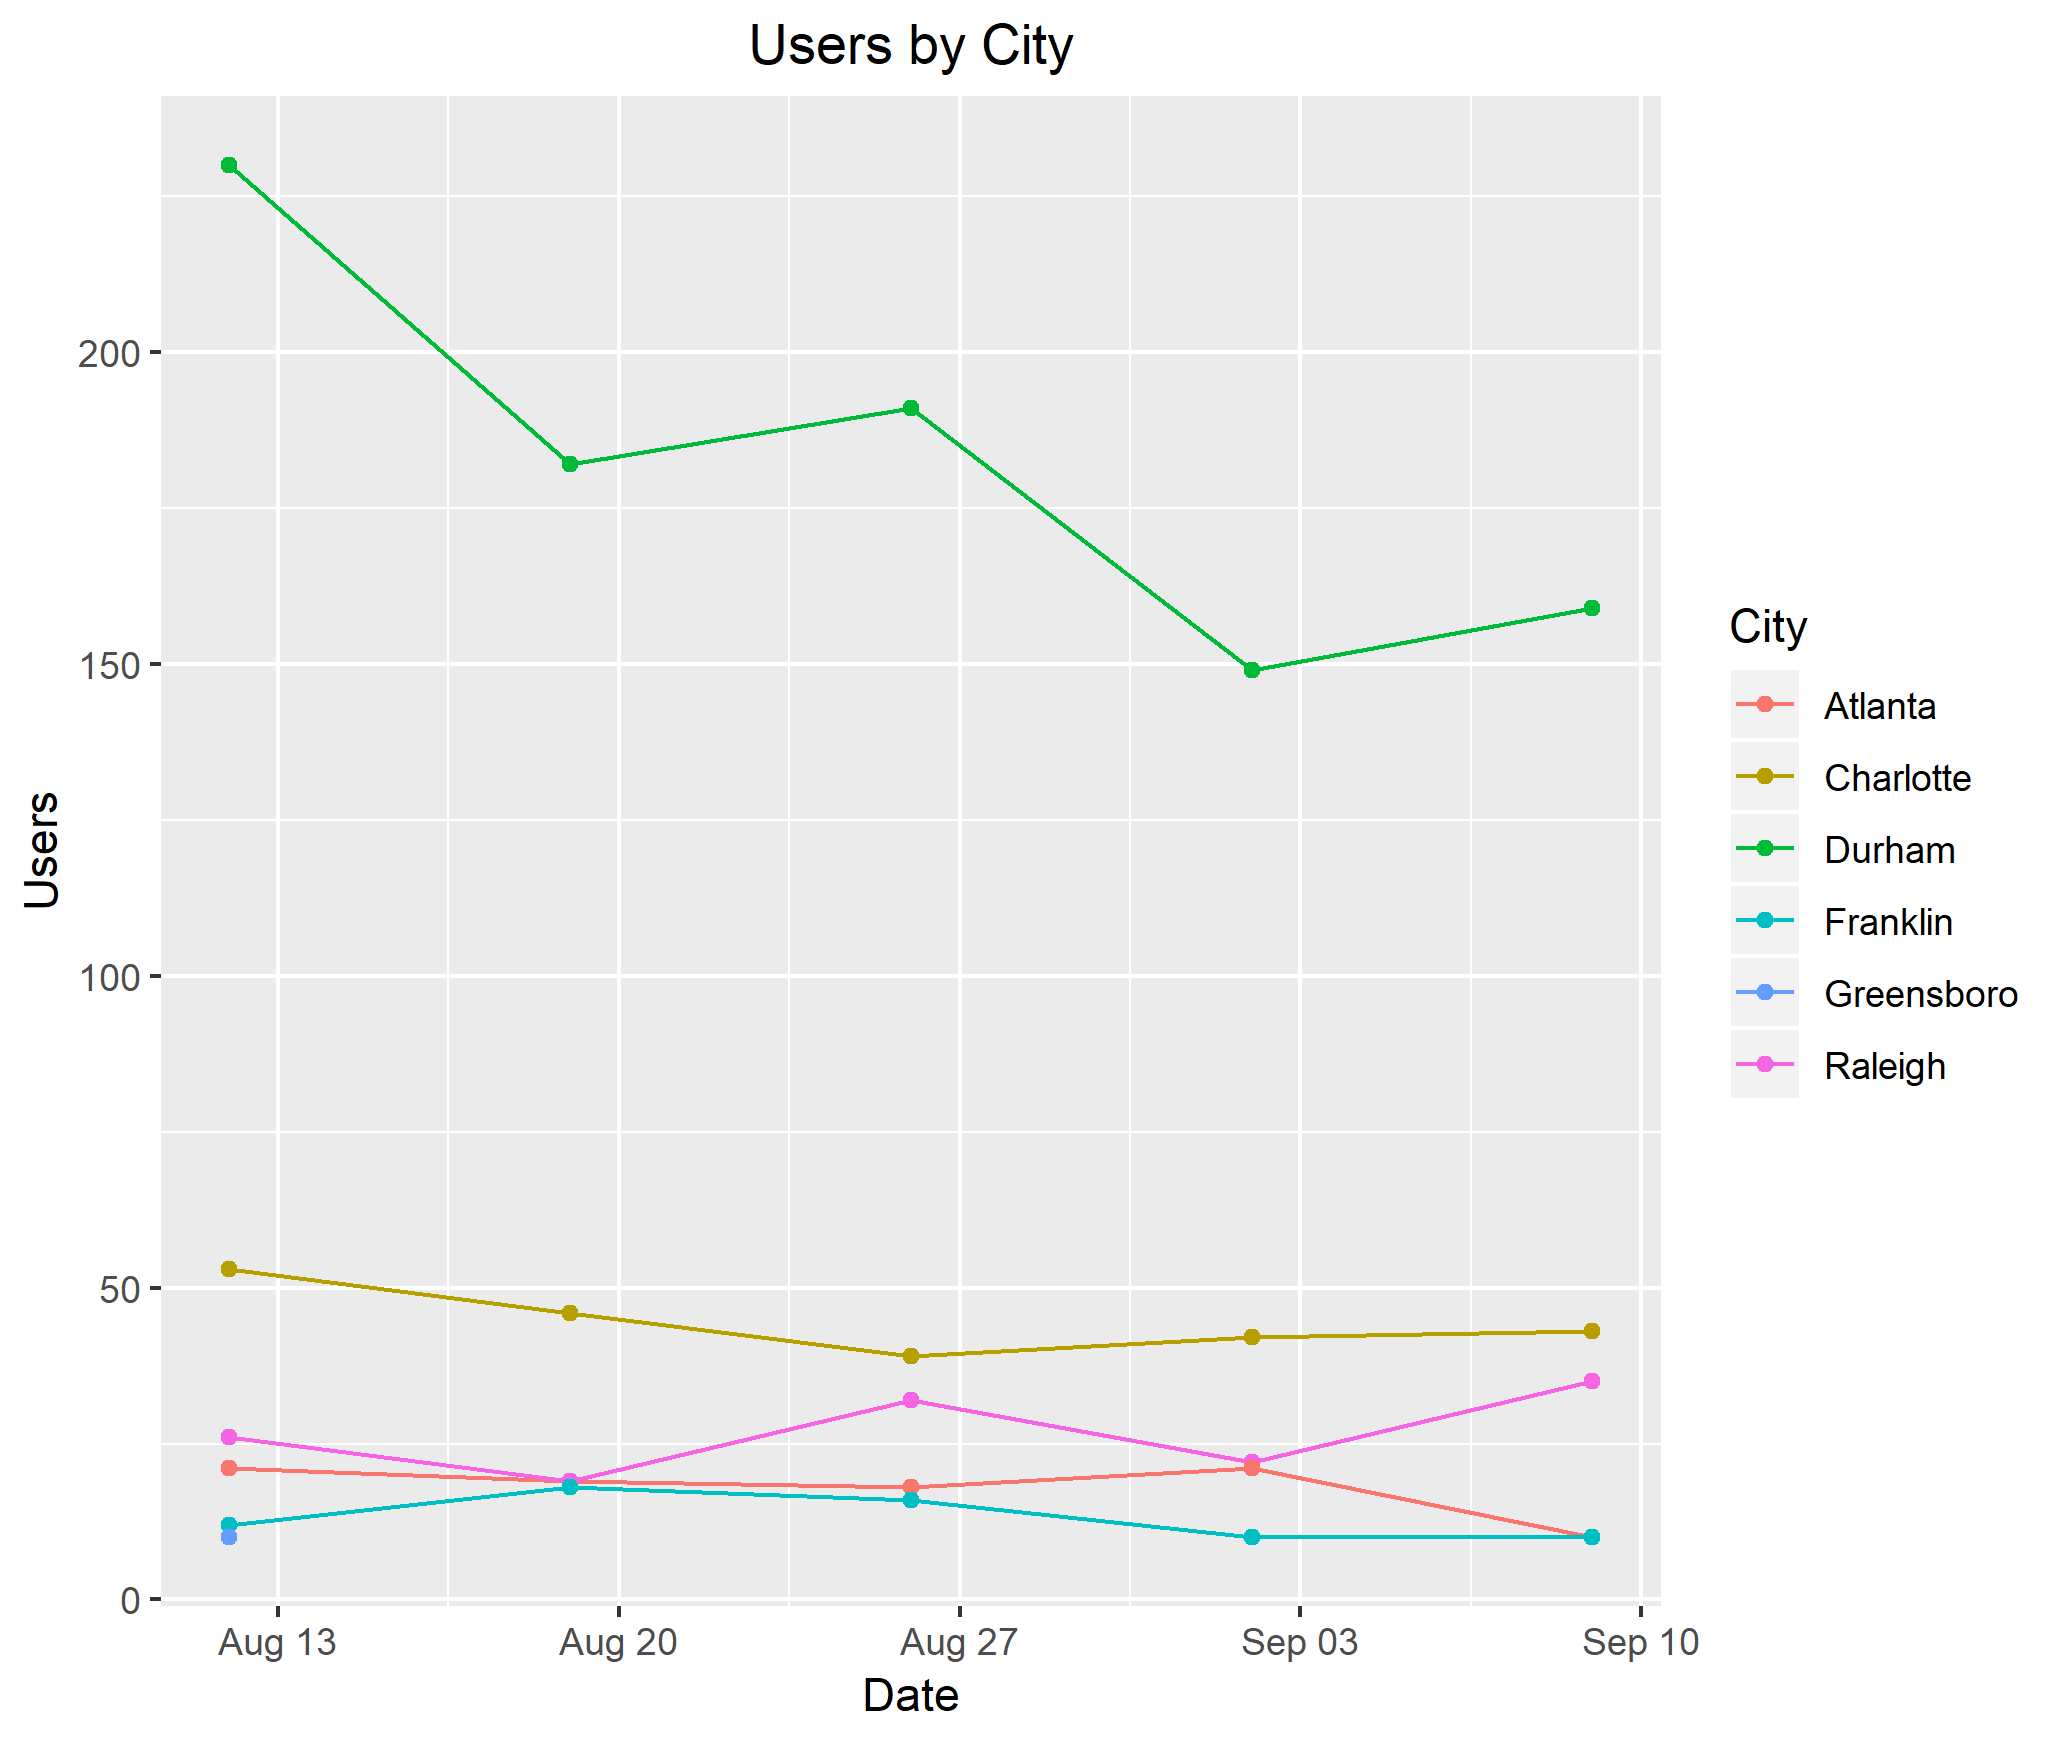 Users by City
200
150
100
50
0
Users
Aug 13
Aug 20
Aug 27
Sep 03
Sep 10
Date
City
Atlanta
Charlotte
Durham
Franklin
Greensboro
Raleigh